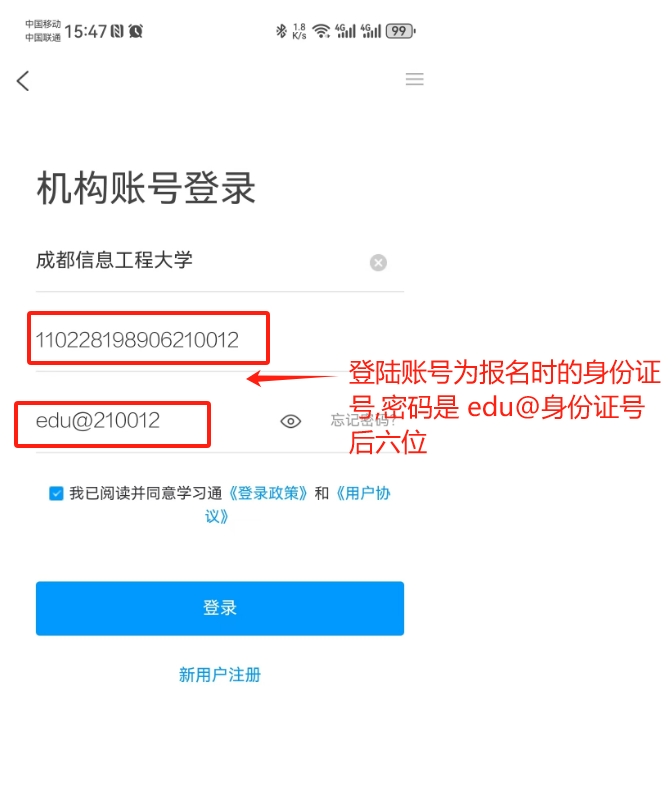 中国移动
中国联通
15:47
1.8
K/s
4G
4G
99
机构账号登录
成都信息工程大学
110228198906210012
登陆账号为报名时的身份证
号,密码是 edu@身份证号
后六位
edu@210012
忘记密码?
我已阅读并同意学习通《登录政策》和《用户协
议》
登录
新用户注册